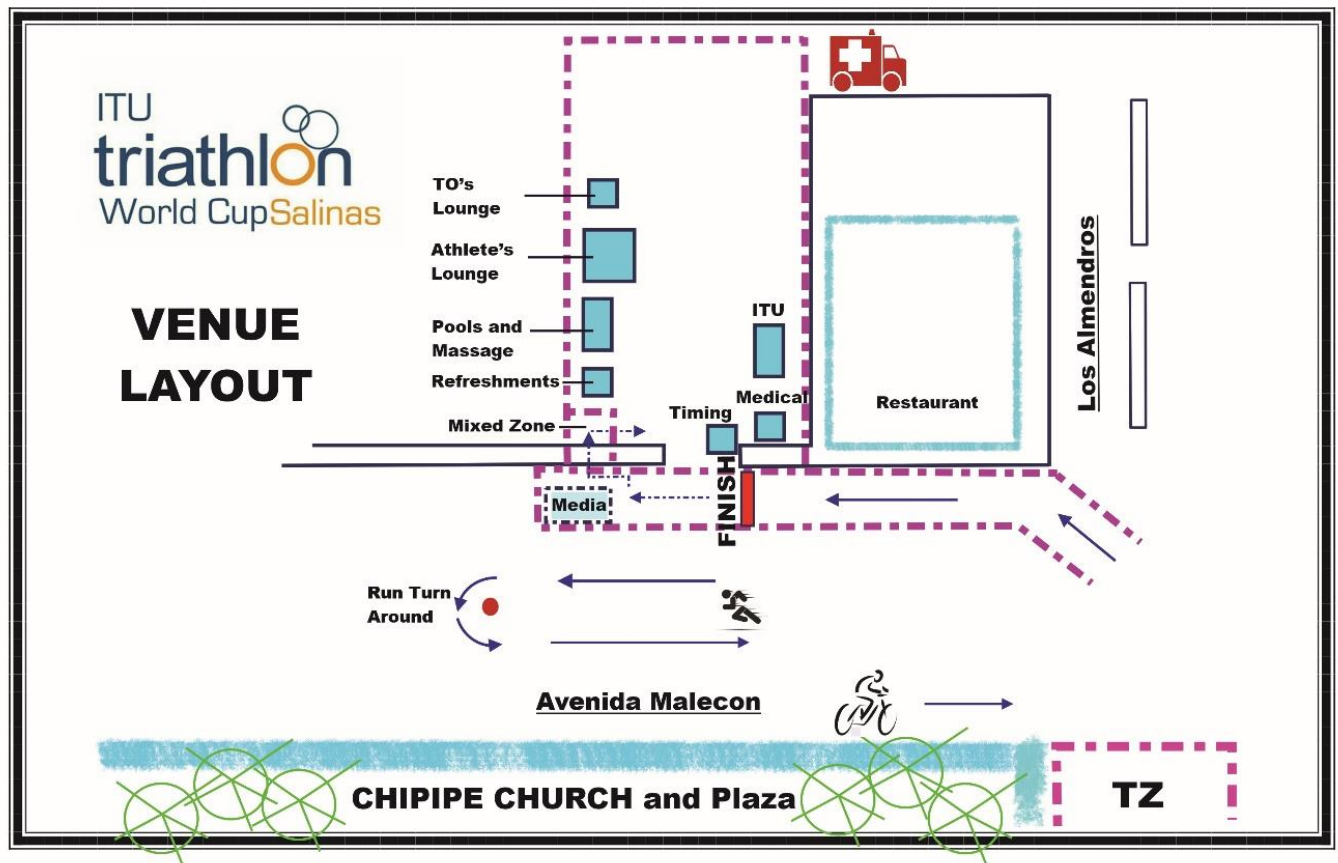 ITU
triathlon
World CupSalinas
VENUE
LAYOUT
TO's
Lounge
Athlete's
Lounge
Pools and
Massage
Refreshments
Mixed Zone
ITU
Medical
Timing
Restaurant
Los Almendros
FINISH
Media
Run Turn
Around
Avenida Malecon
CHIPIPE CHURCH and Plaza
TZ